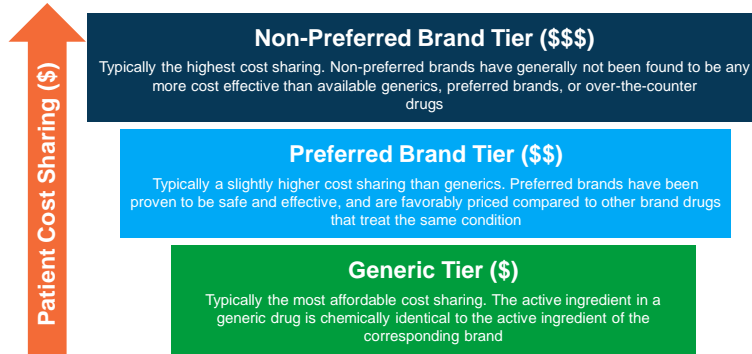 Patient Cost Sharing ($)
Non-Preferred Brand Tier ($$$)
Typically the highest cost sharing. Non-preferred brands have generally not been found to be any
more cost effective than available generics, preferred brands, or over-the-counter
drugs
Preferred Brand Tier ($$)
Typically a slightly higher cost sharing than generics. Preferred brands have been
proven to be safe and effective, and are favorably priced compared to other brand drugs
that treat the same condition
Generic Tier ($)
Typically the most affordable cost sharing. The active ingredient in a
generic drug is chemically identical to the active ingredient of the
corresponding brand